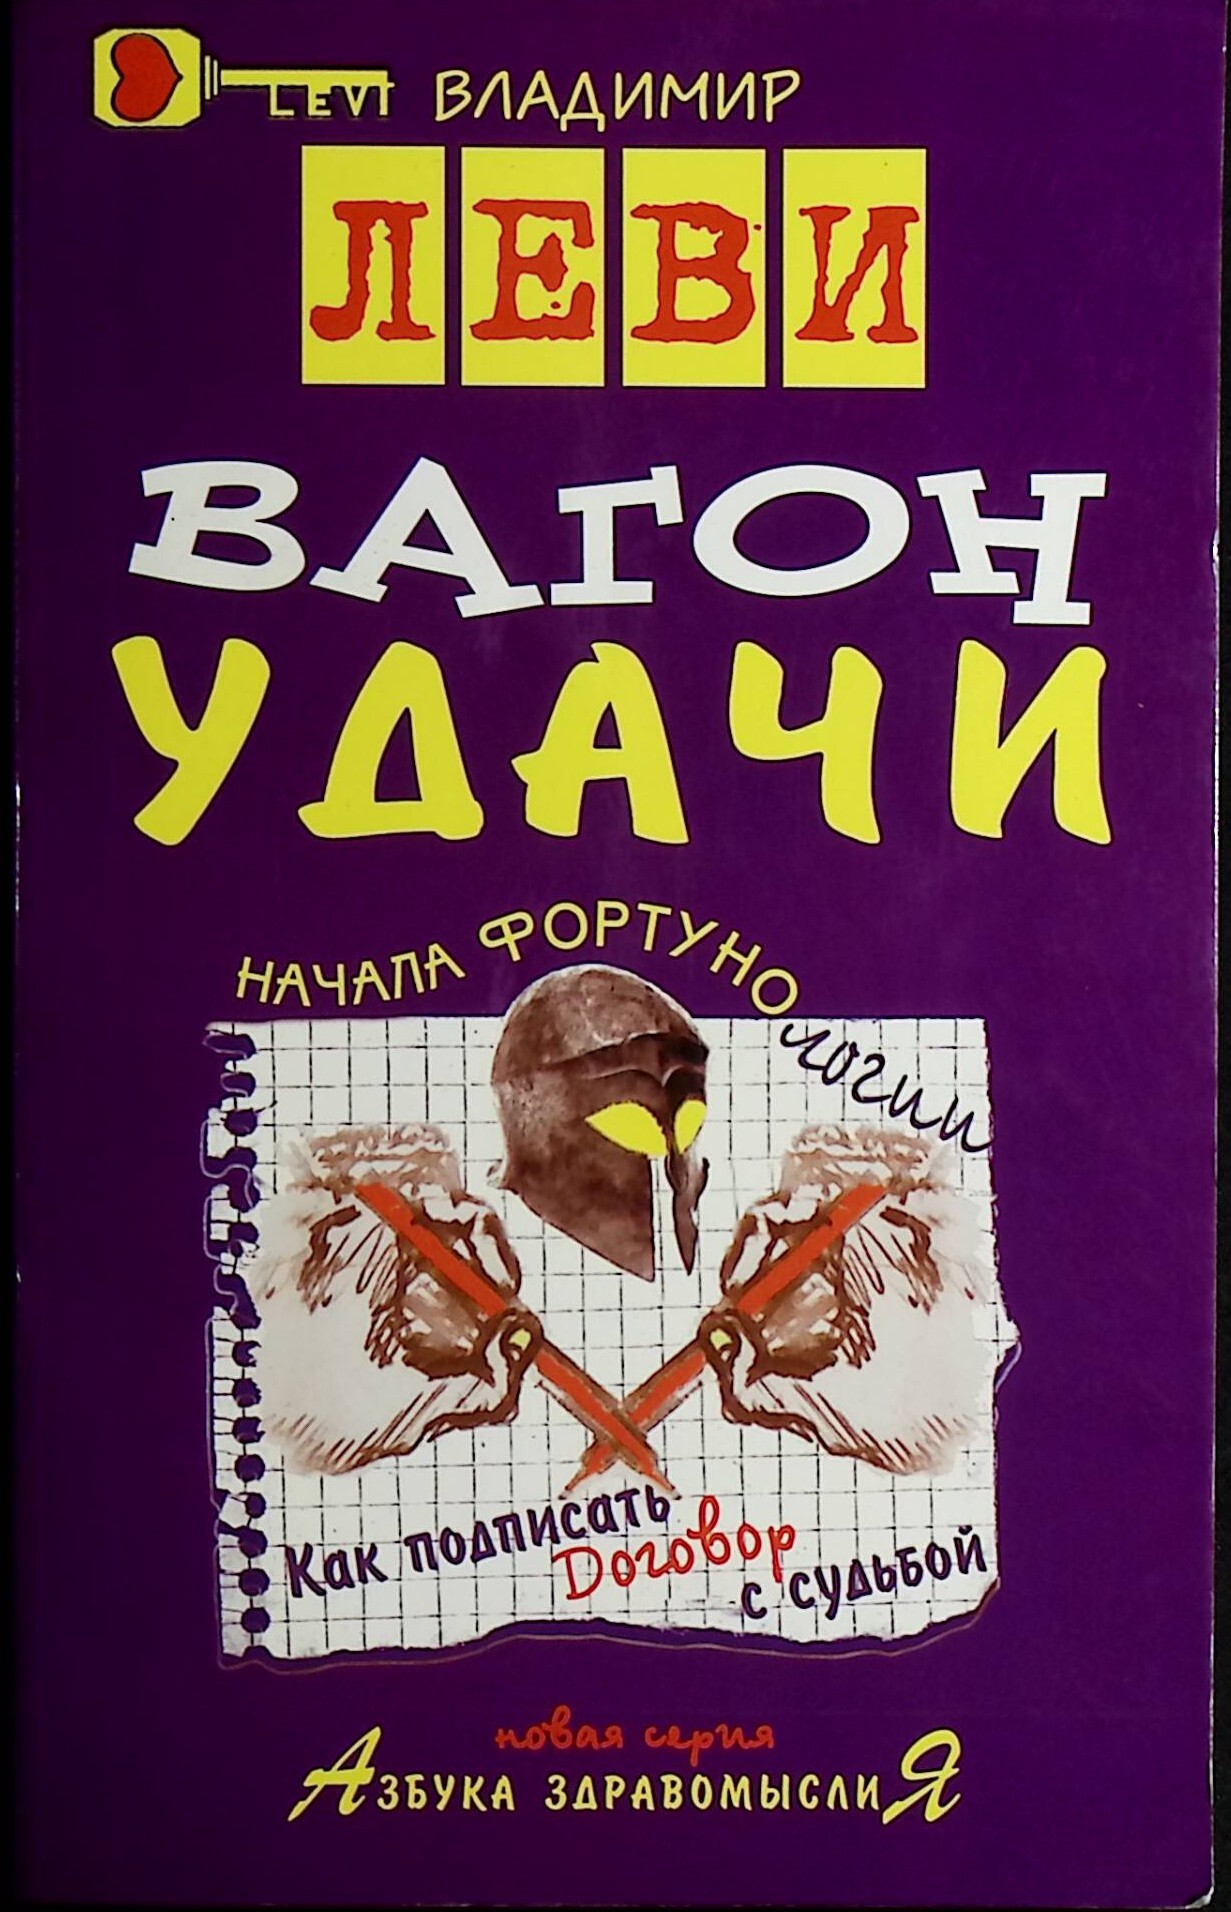 LEVI ВЛАДИМИР
ЛЕВИ
ВАГОН
УДАЧИ
НАЧАЛА ФОРТУНОлогии
Как подписать
Договор
с судьбой
новая серия
АЗБУКА ЗДРАВОМЫСЛИЯ